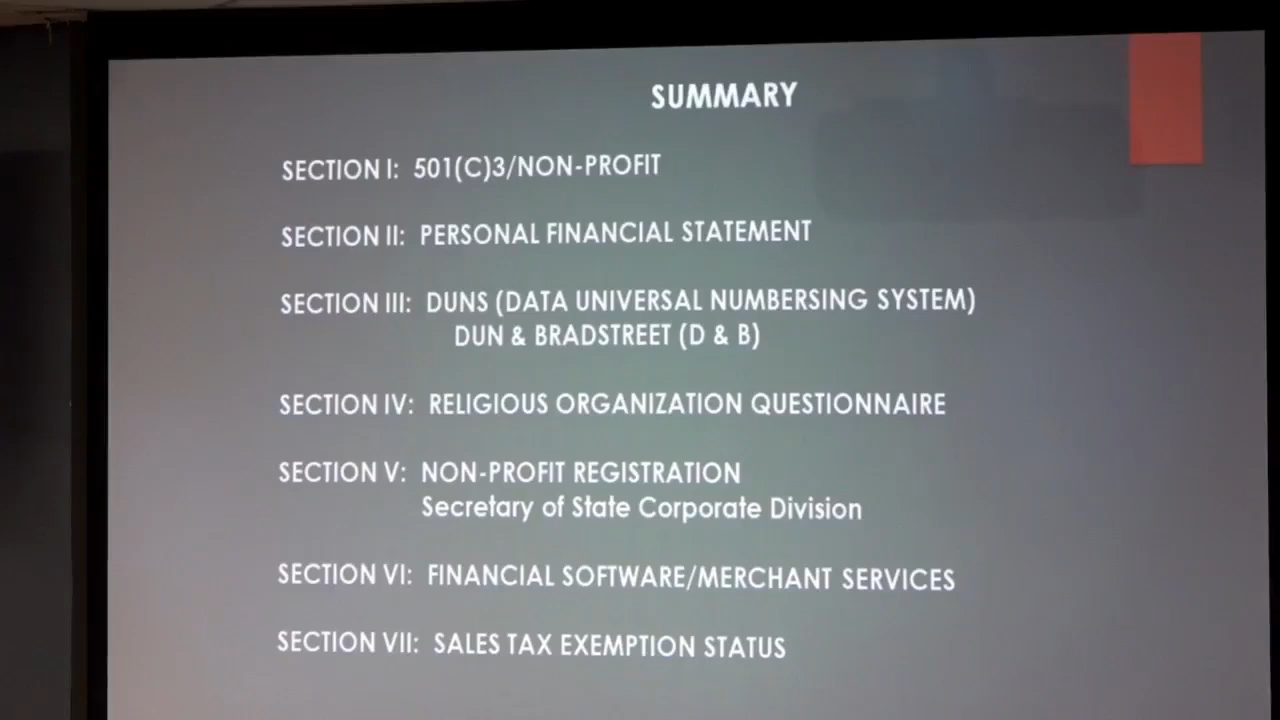 SUMMARY
SECTION I: 501(C)3/NON-PROFIT
SECTION II: PERSONAL FINANCIAL STATEMENT
SECTION III: DUNS (DATA UNIVERSAL NUMBERSING SYSTEM)
DUN & BRADSTREET (D & B)
SECTION IV: RELIGIOUS ORGANIZATION QUESTIONNAIRE
SECTION V: NON-PROFIT REGISTRATION
Secretary of State Corporate Division
SECTION VI: FINANCIAL SOFTWARE/MERCHANT SERVICES
SECTION VII: SALES TAX EXEMPTION STATUS